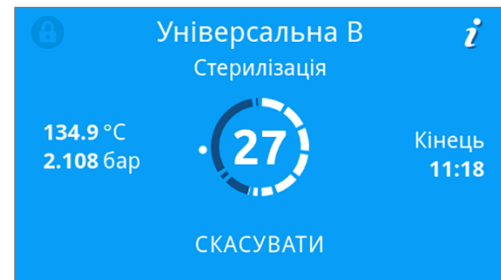 Універсальна В
i
Стерилізація
134.9 °C
2.108 бар
27
Кінець
11:18
СКАСУВАТИ